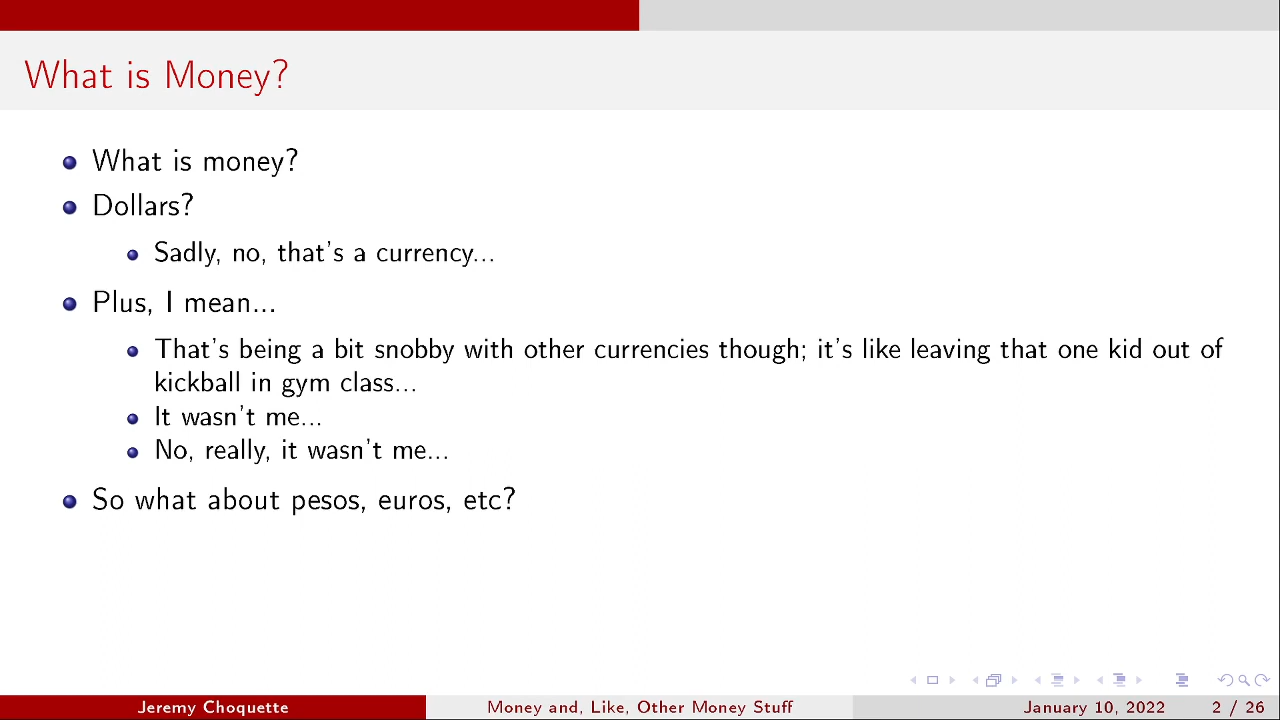 What is Money?
What is money?
Dollars?
Sadly, no, that's a currency...
Plus, I mean...
That's being a bit snobby with other currencies though; it's like leaving that one kid out of
kickball in gym class...
It wasn't me...
No, really, it wasn't me...
So what about pesos, euros, etc?
Jeremy Choquette
Money and, Like, Other Money Stuff
January 10, 2022
2 / 26